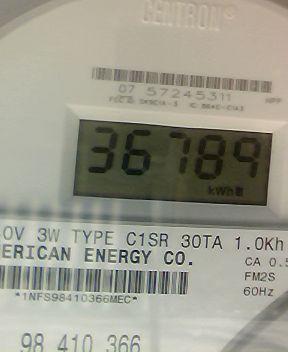 CENTRON®
07 57245311
36789
kWh
0V 3W TYPE C1SR 30TA 1.0Kh
ERICAN ENERGY CO.
CA 0.5
FM2S
*1NFS98410366MEC*
60Hz
98 410 366